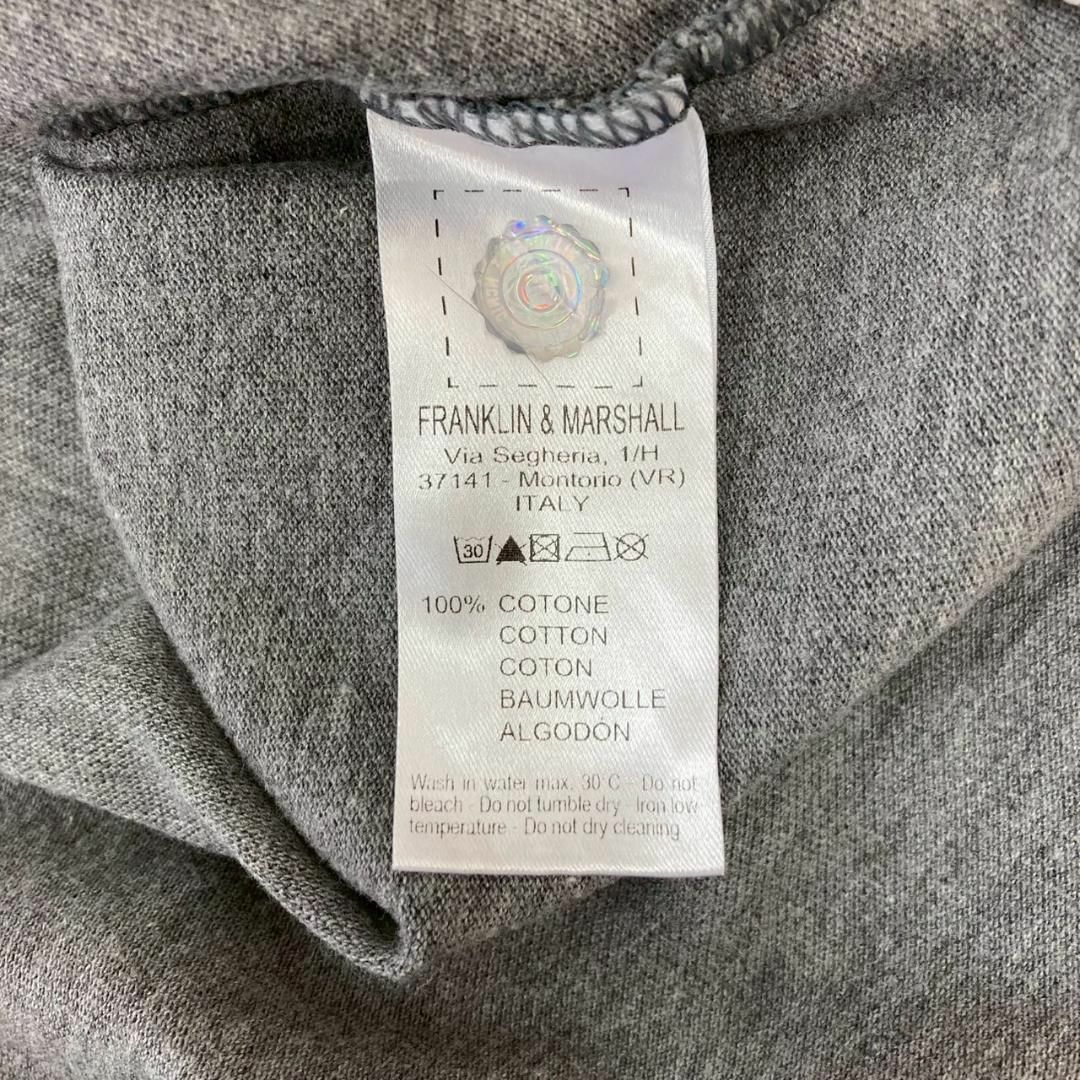 FRANKLIN & MARSHALL
Via Segheria, 1/H
37141 - Montorio (VR)
ITALY
30
100% COTONE
COTTON
COTON
BAUMWOLLE
ALGODÓN
Wash in water max. 30°C - Do not
bleach - Do not tumble dry - Iron low
temperature - Do not dry cleaning